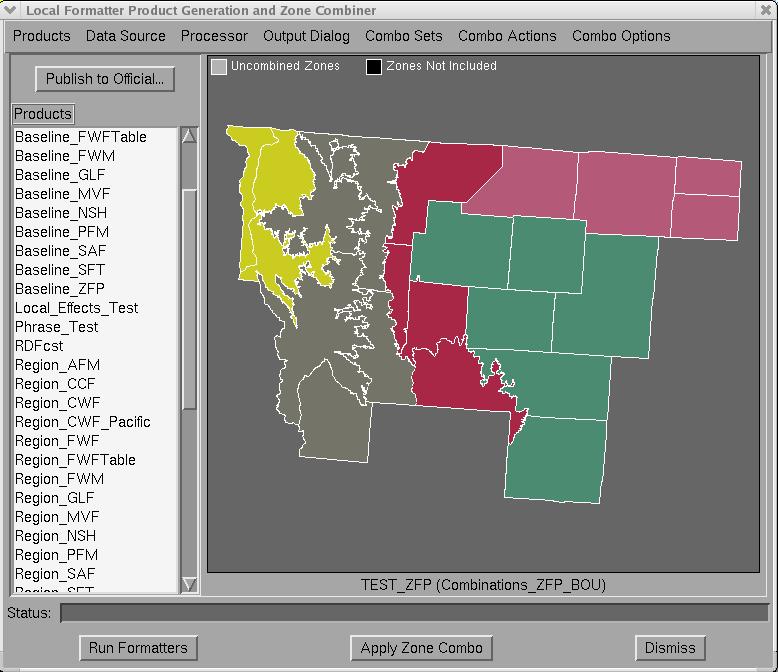 Local Formatter Product Generation and Zone Combiner
Products Data Source Processor Output Dialog Combo Sets Combo Actions Combo Options
Publish to Official...
Uncombined Zones Zones Not Included
Products
Baseline_FWFTable
Baseline_FWM
Baseline_GLF
Baseline_MVF
Baseline_NSH
Baseline_PFM
Baseline_SAF
Baseline_SFT
Baseline_ZFP
Local_Effects_Test
Phrase_Test
RDFcst
Region_AFM
Region_CCF
Region_CWF
Region_CWF_Pacific
Region_FWF
Region_FWFTable
Region_FWM
Region_GLF
Region_MVF
Region_NSH
Region_PFM
Region_SAF
Region_SFT
TEST_ZFP (Combinations_ZFP_BOU)
Status:
Run Formatters Apply Zone Combo Dismiss